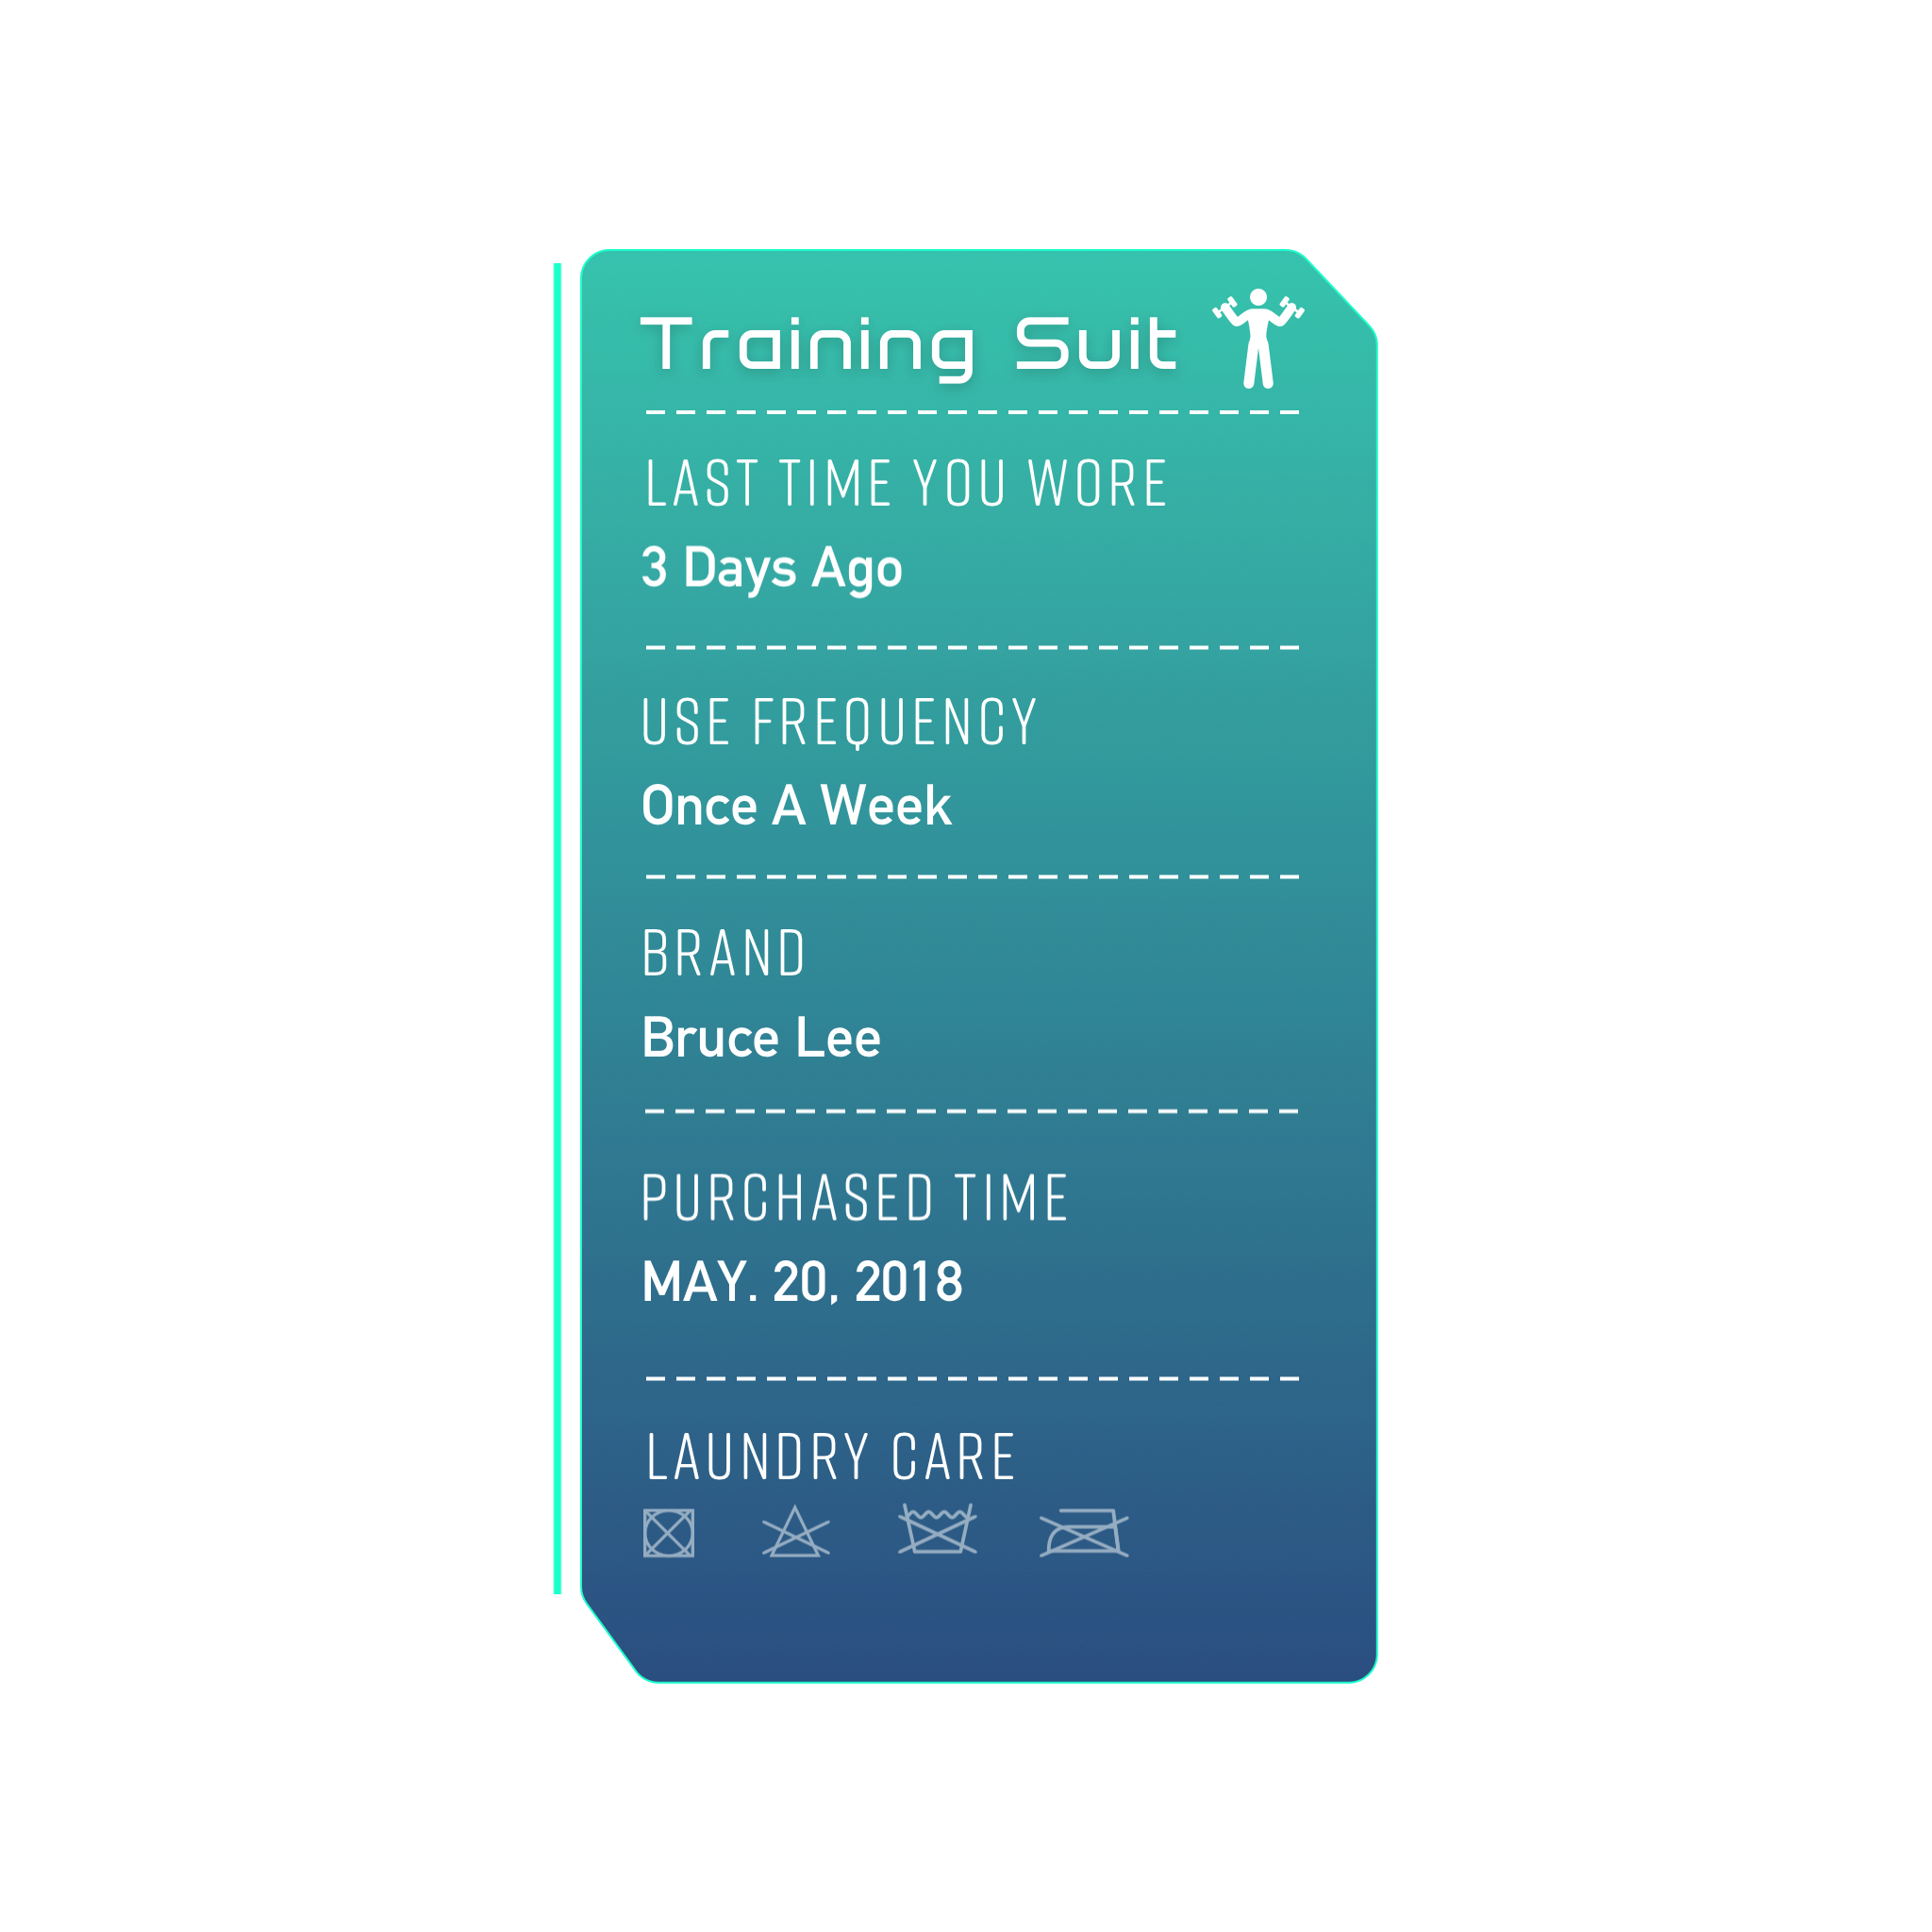 Training Suit
LAST TIME YOU WORE
3 Days Ago
USE FREQUENCY
Once A Week
BRAND
Bruce Lee
PURCHASED TIME
MAY. 20, 2018
LAUNDRY CARE